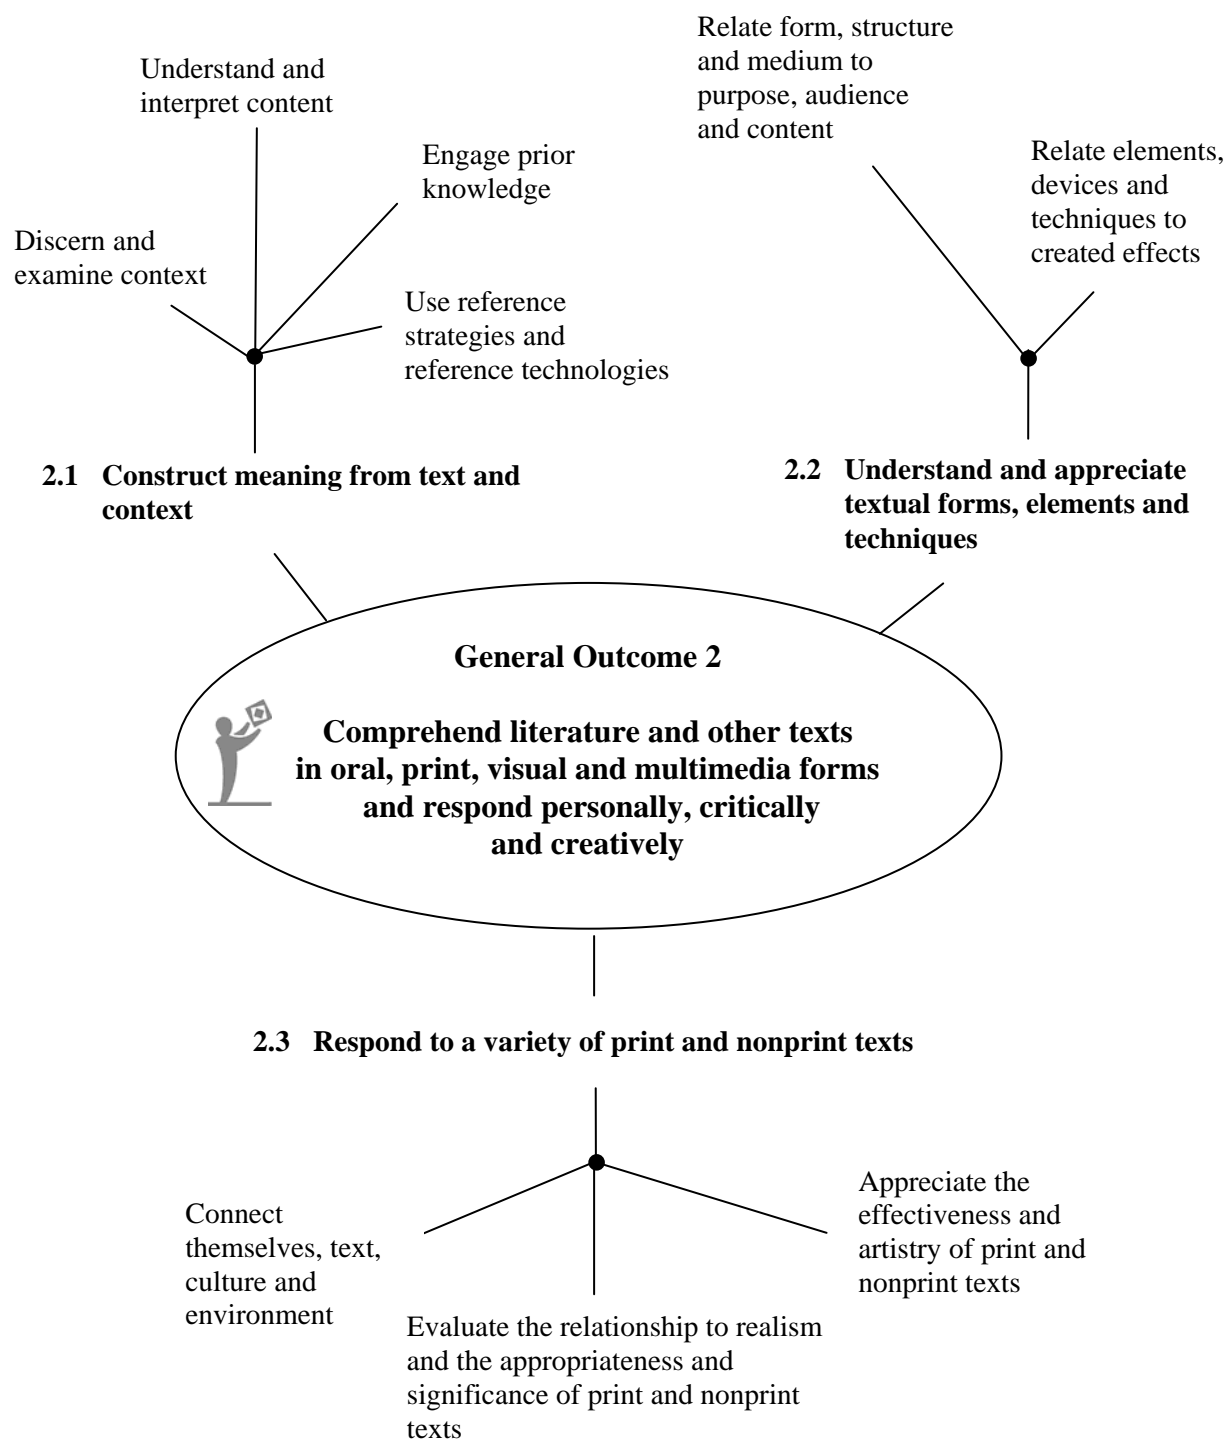 Understand and
interpret content
Engage prior
knowledge
Discern and
examine context
Use reference
strategies and
reference technologies
2.1 Construct meaning from text and
context
Relate form, structure
and medium to
purpose, audience
and content
Relate elements,
devices and
techniques to
created effects
2.2 Understand and appreciate
textual forms, elements and
techniques
General Outcome 2
Comprehend literature and other texts
in oral, print, visual and multimedia forms
and respond personally, critically
and creatively
2.3 Respond to a variety of print and nonprint texts
Connect
themselves, text,
culture and
environment
Evaluate the relationship to realism
and the appropriateness and
significance of print and nonprint
texts
Appreciate the
effectiveness and
artistry of print and
nonprint texts